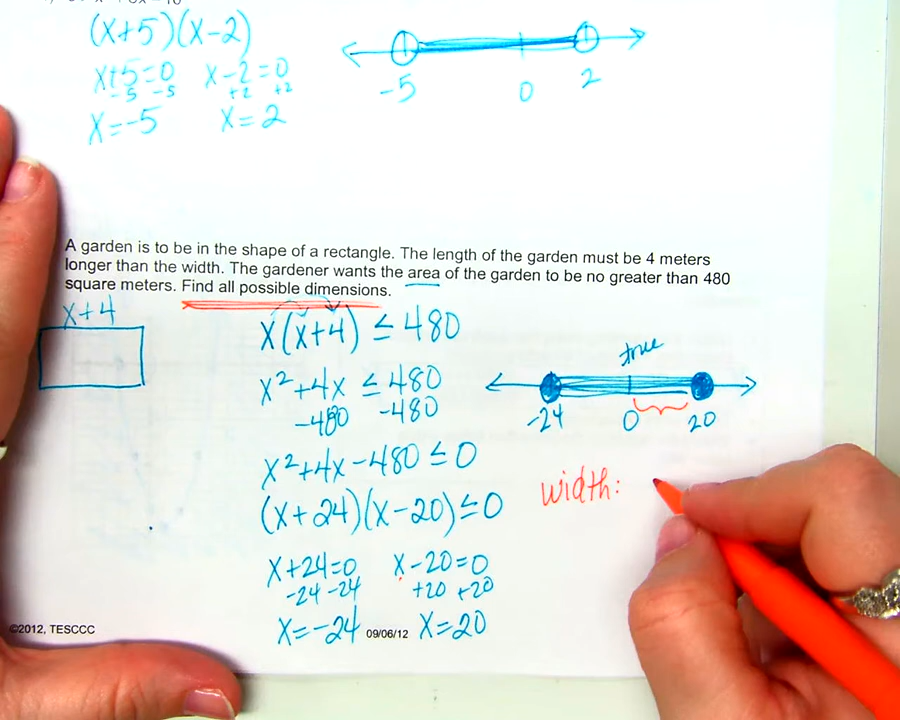 (x+5)(x-2)
x+5=0 x-2=0
-5 -5 +2 +2
x=-5 x=2
-5 0 2
A garden is to be in the shape of a rectangle. The length of the garden must be 4 meters
longer than the width. The gardener wants the area of the garden to be no greater than 480
square meters. Find all possible dimensions.
x+4
x(x+4) ≤ 480
x²+4x ≤ 480
-480 -480
x²+4x-480 ≤ 0
(x+24)(x-20) ≤ 0
x+24=0 x-20=0
-24 -24 +20 +20
x=-24 x=20
true
-24 0 20
width:
©2012, TESCCC
09/06/12